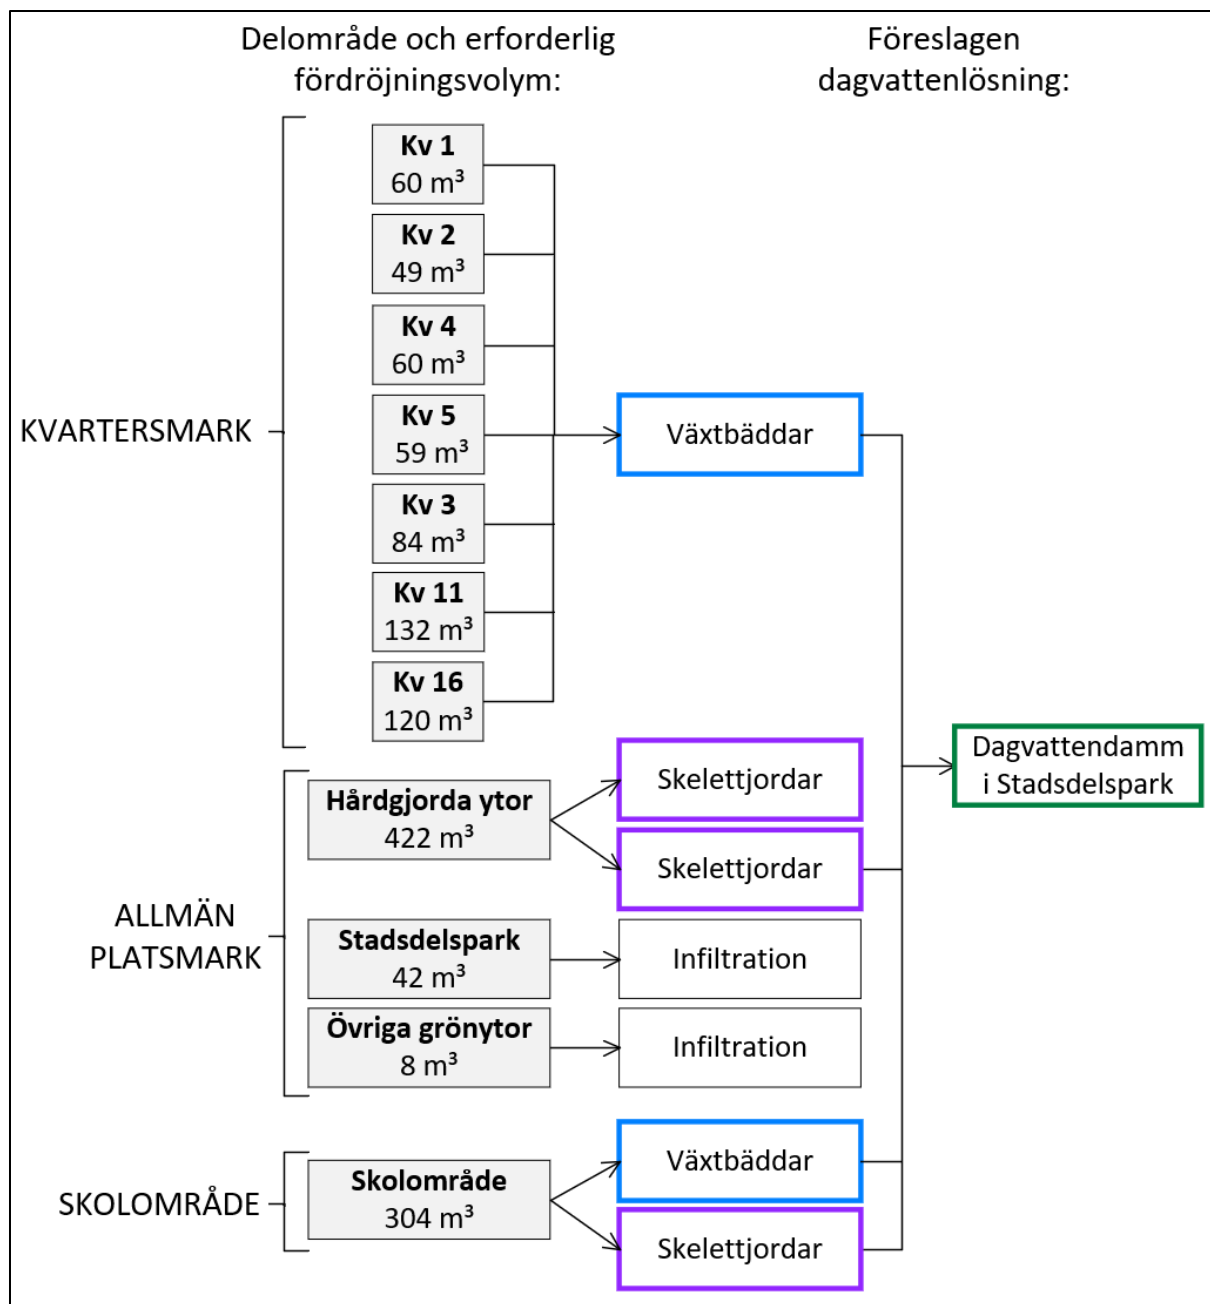 Delområde och erforderlig
fördröjningsvolym:
Föreslagen
dagvattenlösning:
KVARTERSMARK
Kv 1
60 m³
Kv 2
49 m³
Kv 4
60 m³
Kv 5
59 m³
Kv 3
84 m³
Kv 11
132 m³
Kv 16
120 m³
Växtbäddar
ALLMÄN
PLATSMARK
Hårdgjorda ytor
422 m³
Skelettjordar
Skelettjordar
Stadsdelspark
42 m³
Infiltration
Övriga grönytor
8 m³
Infiltration
SKOLOMRÅDE
Skolområde
304 m³
Växtbäddar
Skelettjordar
Dagvattendamm
i Stadsdelspark